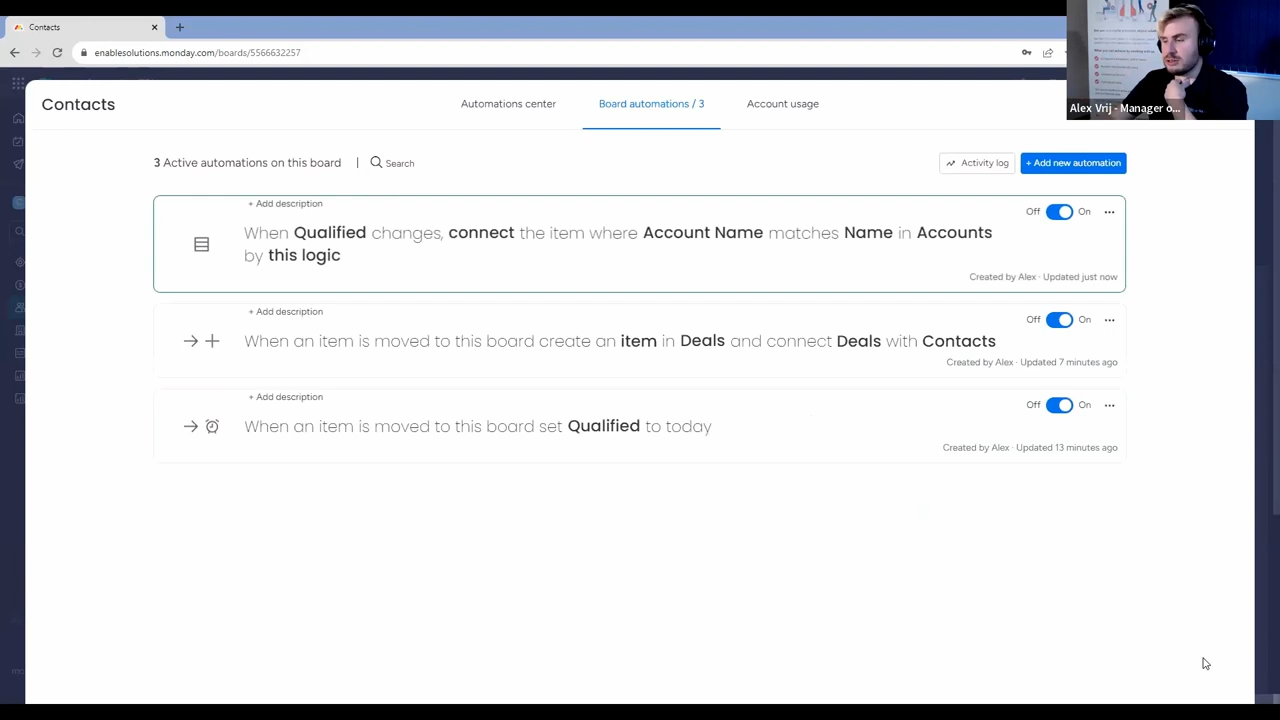 Contacts
enablesolutions.monday.com/boards/5566632257
Alex Vrij - Manager o...
Contacts
Automations center
Board automations / 3
Account usage
3 Active automations on this board
Search
Activity log
+ Add new automation
+ Add description
Off
On
When Qualified changes, connect the item where Account Name matches Name in Accounts
by this logic
Created by Alex · Updated just now
+ Add description
Off
On
When an item is moved to this board create an item in Deals and connect Deals with Contacts
Created by Alex · Updated 7 minutes ago
+ Add description
Off
On
When an item is moved to this board set Qualified to today
Created by Alex · Updated 13 minutes ago